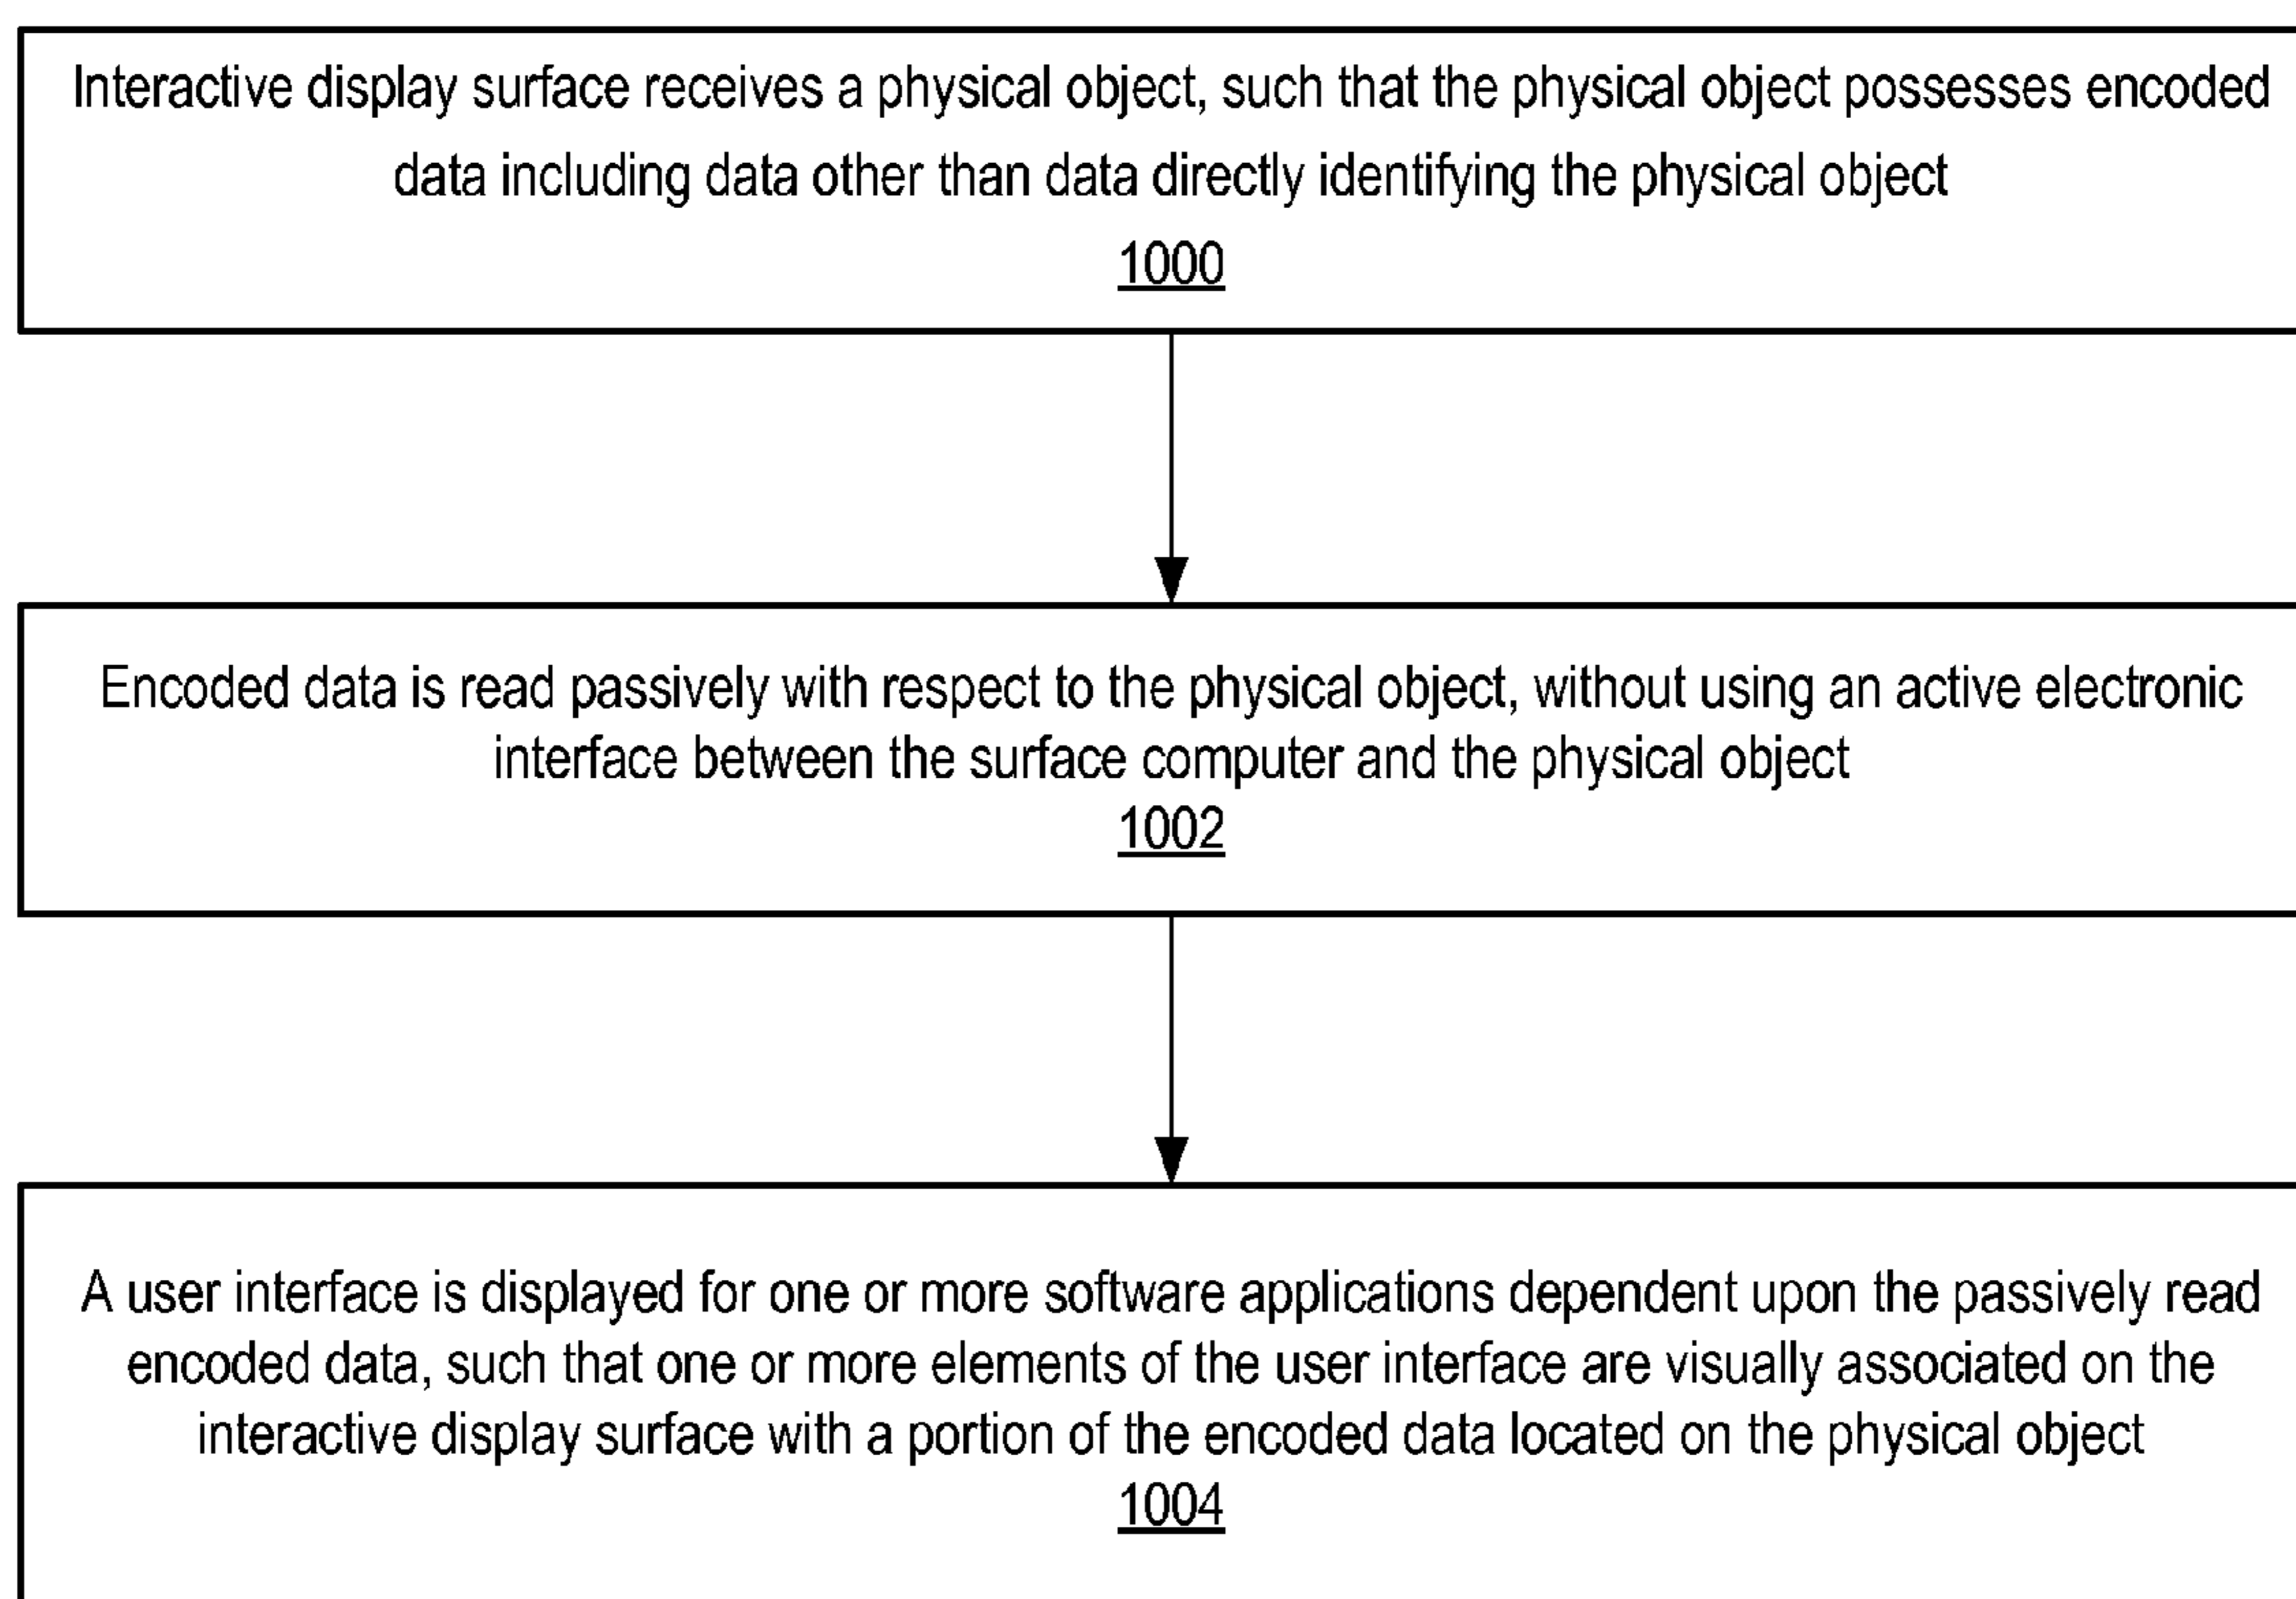 Interactive display surface receives a physical object, such that the physical object possesses encoded
data including data other than data directly identifying the physical object
1000
Encoded data is read passively with respect to the physical object, without using an active electronic
interface between the surface computer and the physical object
1002
A user interface is displayed for one or more software applications dependent upon the passively read
encoded data, such that one or more elements of the user interface are visually associated on the
interactive display surface with a portion of the encoded data located on the physical object
1004